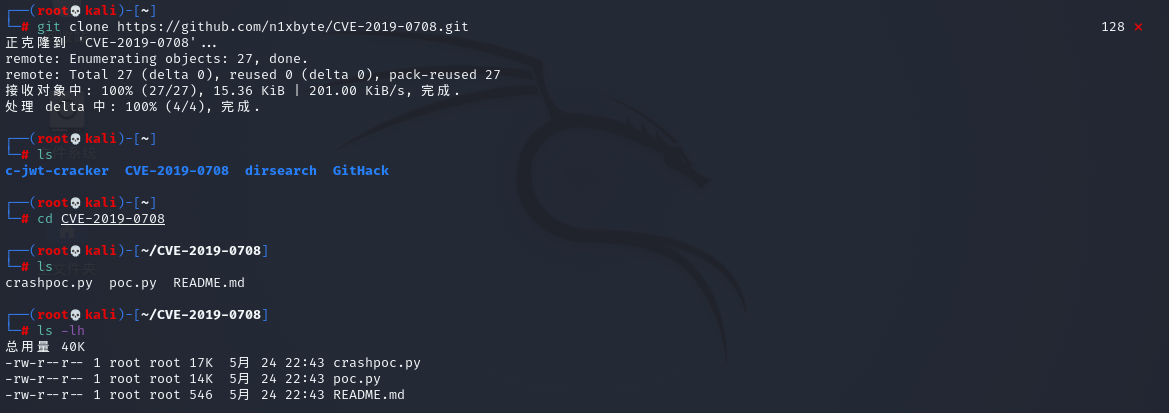 ┌──(root💀kali)-[~]
└─# git clone https://github.com/n1xbyte/CVE-2019-0708.git 128 ⨯
正克隆到 'CVE-2019-0708'...
remote: Enumerating objects: 27, done.
remote: Total 27 (delta 0), reused 0 (delta 0), pack-reused 27
接收对象中: 100% (27/27), 15.36 KiB | 201.00 KiB/s, 完成.
处理 delta 中: 100% (4/4), 完成.
┌──(root💀kali)-[~]
└─# ls
c-jwt-cracker CVE-2019-0708 dirsearch GitHack
┌──(root💀kali)-[~]
└─# cd CVE-2019-0708
┌──(root💀kali)-[~/CVE-2019-0708]
└─# ls
crashpoc.py poc.py README.md
┌──(root💀kali)-[~/CVE-2019-0708]
└─# ls -lh
总用量 40K
-rw-r--r-- 1 root root 17K 5月 24 22:43 crashpoc.py
-rw-r--r-- 1 root root 14K 5月 24 22:43 poc.py
-rw-r--r-- 1 root root 546 5月 24 22:43 README.md